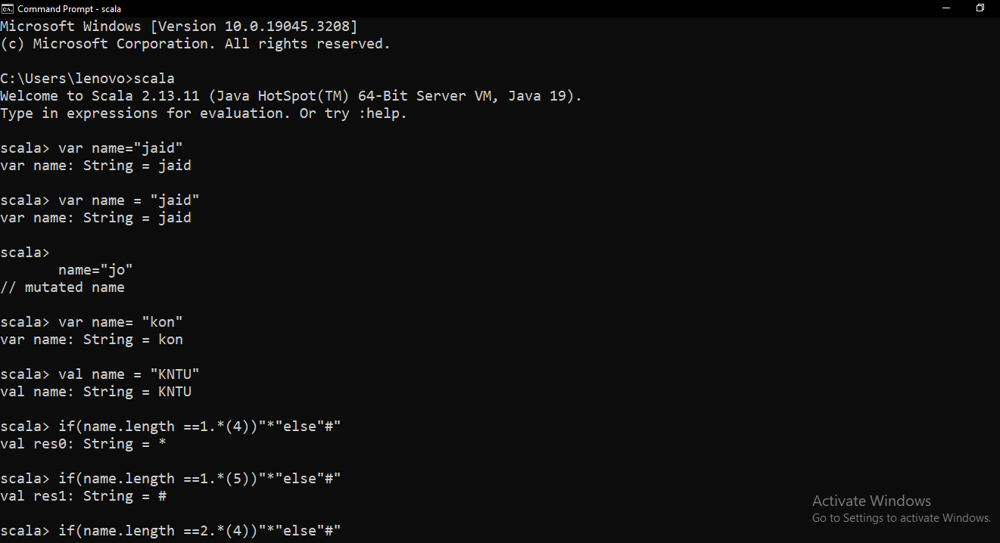 Command Prompt - scala
Microsoft Windows [Version 10.0.19045.3208]
(c) Microsoft Corporation. All rights reserved.
C:\Users\lenovo>scala
Welcome to Scala 2.13.11 (Java HotSpot(TM) 64-Bit Server VM, Java 19).
Type in expressions for evaluation. Or try :help.
scala> var name="jaid"
var name: String = jaid
scala> var name = "jaid"
var name: String = jaid
scala>
name="jo"
// mutated name
scala> var name= "kon"
var name: String = kon
scala> val name = "KNTU"
val name: String = KNTU
scala> if(name.length ==1.*(4))"*"else"#"
val res0: String = *
scala> if(name.length ==1.*(5))"*"else"#"
val res1: String = #
scala> if(name.length ==2.*(4))"*"else"#"
Activate Windows
Go to Settings to activate Windows.